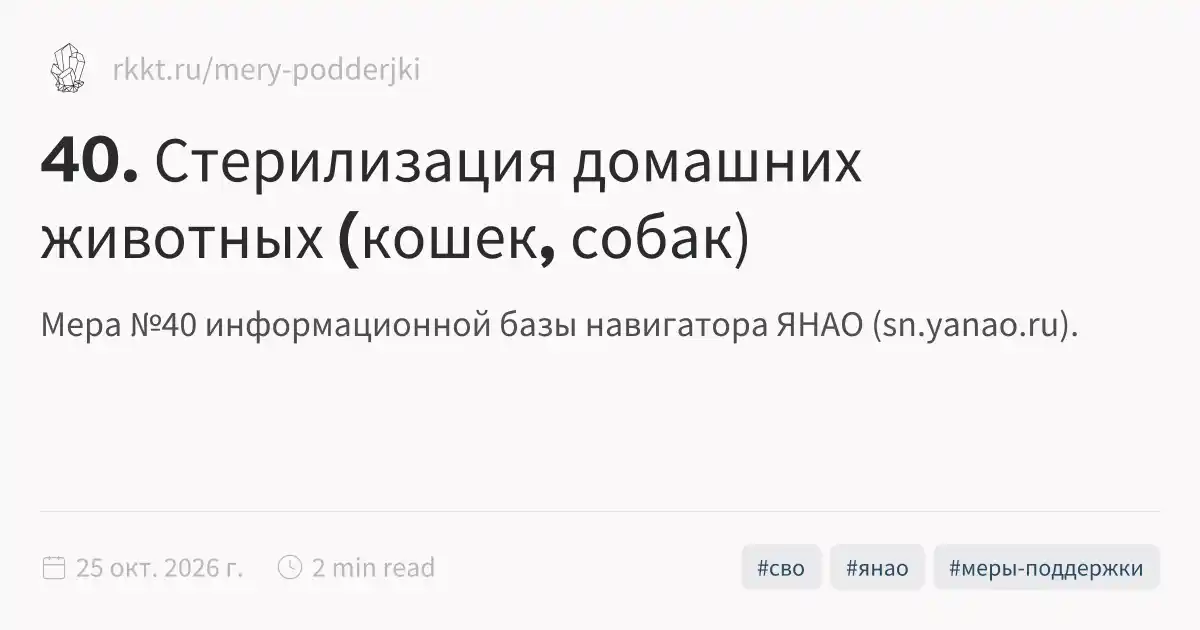 rkkt.ru/mery-podderjki
40. Стерилизация домашних
животных (кошек, собак)
Мера №40 информационной базы навигатора ЯНАО (sn.yanao.ru).
25 окт. 2026 г. 2 min read #сво #янао #меры-поддержки